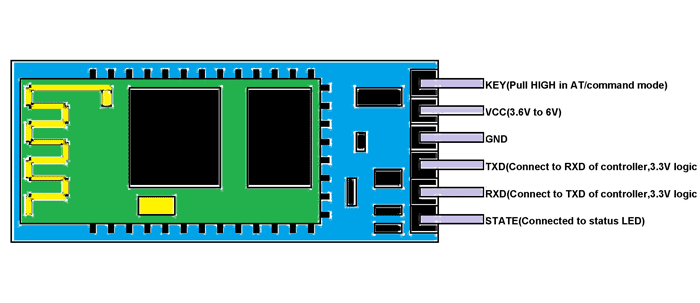 KEY(Pull HIGH in AT/command mode)
VCC(3.6V to 6V)
GND
TXD(Connect to RXD of controller,3.3V logic
RXD(Connect to TXD of controller,3.3V logic
STATE(Connected to status LED)